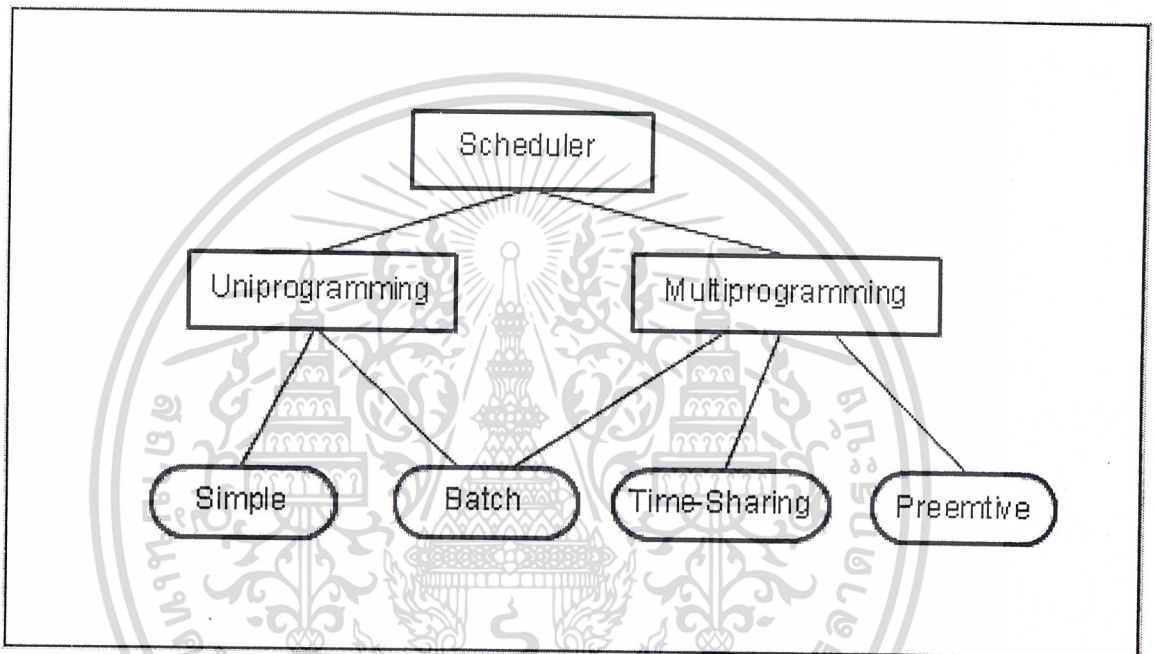 Scheduler
Uniprogramming
Multiprogramming
Simple
Batch
Time-Sharing
Preemtive